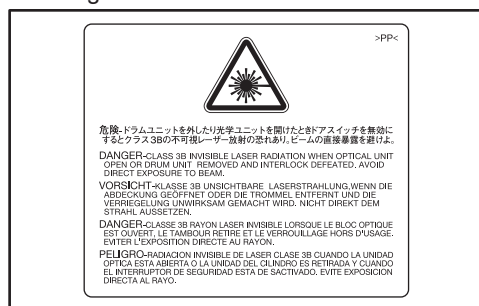 >PP<
危険-ドラムユニットを外したり光学ユニットを開けたときドアスイッチを無効に
するとクラス3Bの不可視レーザー放射の恐れあり。ビームの直接暴露を避けよ。
DANGER-CLASS 3B INVISIBLE LASER RADIATION WHEN OPTICAL UNIT
OPEN OR DRUM UNIT REMOVED AND INTERLOCK DEFEATED. AVOID
DIRECT EXPOSURE TO BEAM.
VORSICHT-KLASSE 3B UNSICHTBARE LASERSTRAHLUNG,WENN DIE
ABDECKUNG GEÖFFNET ODER DIE TROMMEL ENTFERNT UND DIE
VERRIEGELUNG UNWIRKSAM GEMACHT WIRD. NICHT DIREKT DEM
STRAHL AUSSETZEN.
DANGER-CLASSE 3B RAYON LASER INVISIBLE LORSQUE LE BLOC OPTIQUE
EST OUVERT, LE TAMBOUR RETIRE ET LE VERROUILLAGE HORS D'USAGE.
EVITER L'EXPOSITION DIRECTE AU RAYON.
PELIGRO-RADIACION INVISIBLE DE LASER CLASE 3B CUANDO LA UNIDAD
OPTICA ESTA ABIERTA O LA UNIDAD DEL CILINDRO ES RETIRADA Y CUANDO
EL INTERRUPTOR DE SEGURIDAD ESTA DE SACTIVADO. EVITE EXPOSICION
DIRECTA AL RAYO.